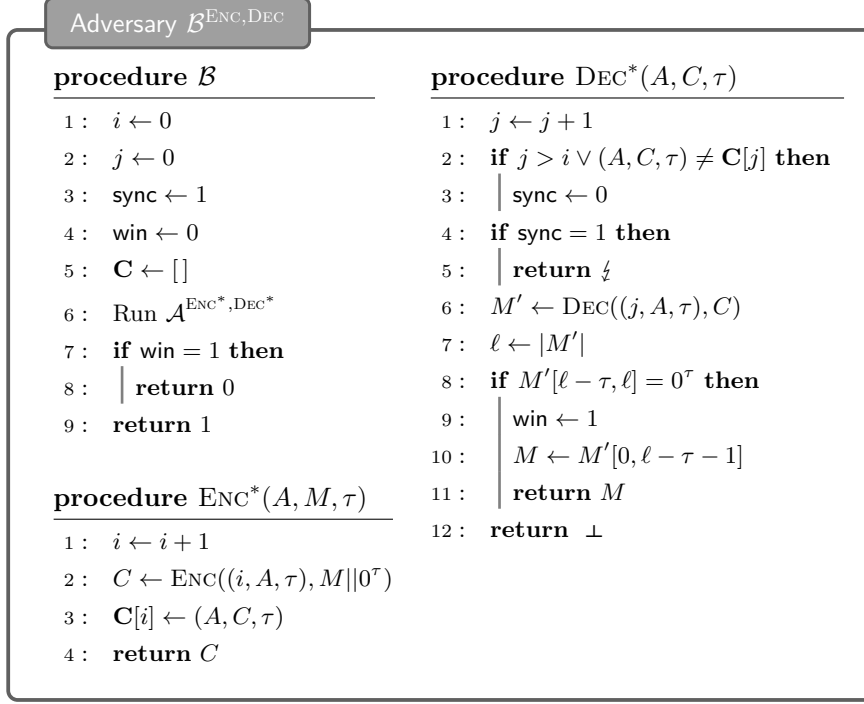 Adversary 𝓑^{ENC,DEC}
procedure 𝓑
1 : i ← 0
2 : j ← 0
3 : sync ← 1
4 : win ← 0
5 : C ← [ ]
6 : Run 𝓐^{ENC*,DEC*}
7 : if win = 1 then
8 : return 0
9 : return 1
procedure ENC*(A, M, τ)
1 : i ← i + 1
2 : C ← ENC((i, A, τ), M||0^τ)
3 : C[i] ← (A, C, τ)
4 : return C
procedure DEC*(A, C, τ)
1 : j ← j + 1
2 : if j > i ∨ (A, C, τ) ≠ C[j] then
3 : sync ← 0
4 : if sync = 1 then
5 : return ↯
6 : M′ ← DEC((j, A, τ), C)
7 : ℓ ← |M′|
8 : if M′[ℓ − τ, ℓ] = 0^τ then
9 : win ← 1
10 : M ← M′[0, ℓ − τ − 1]
11 : return M
12 : return ⊥